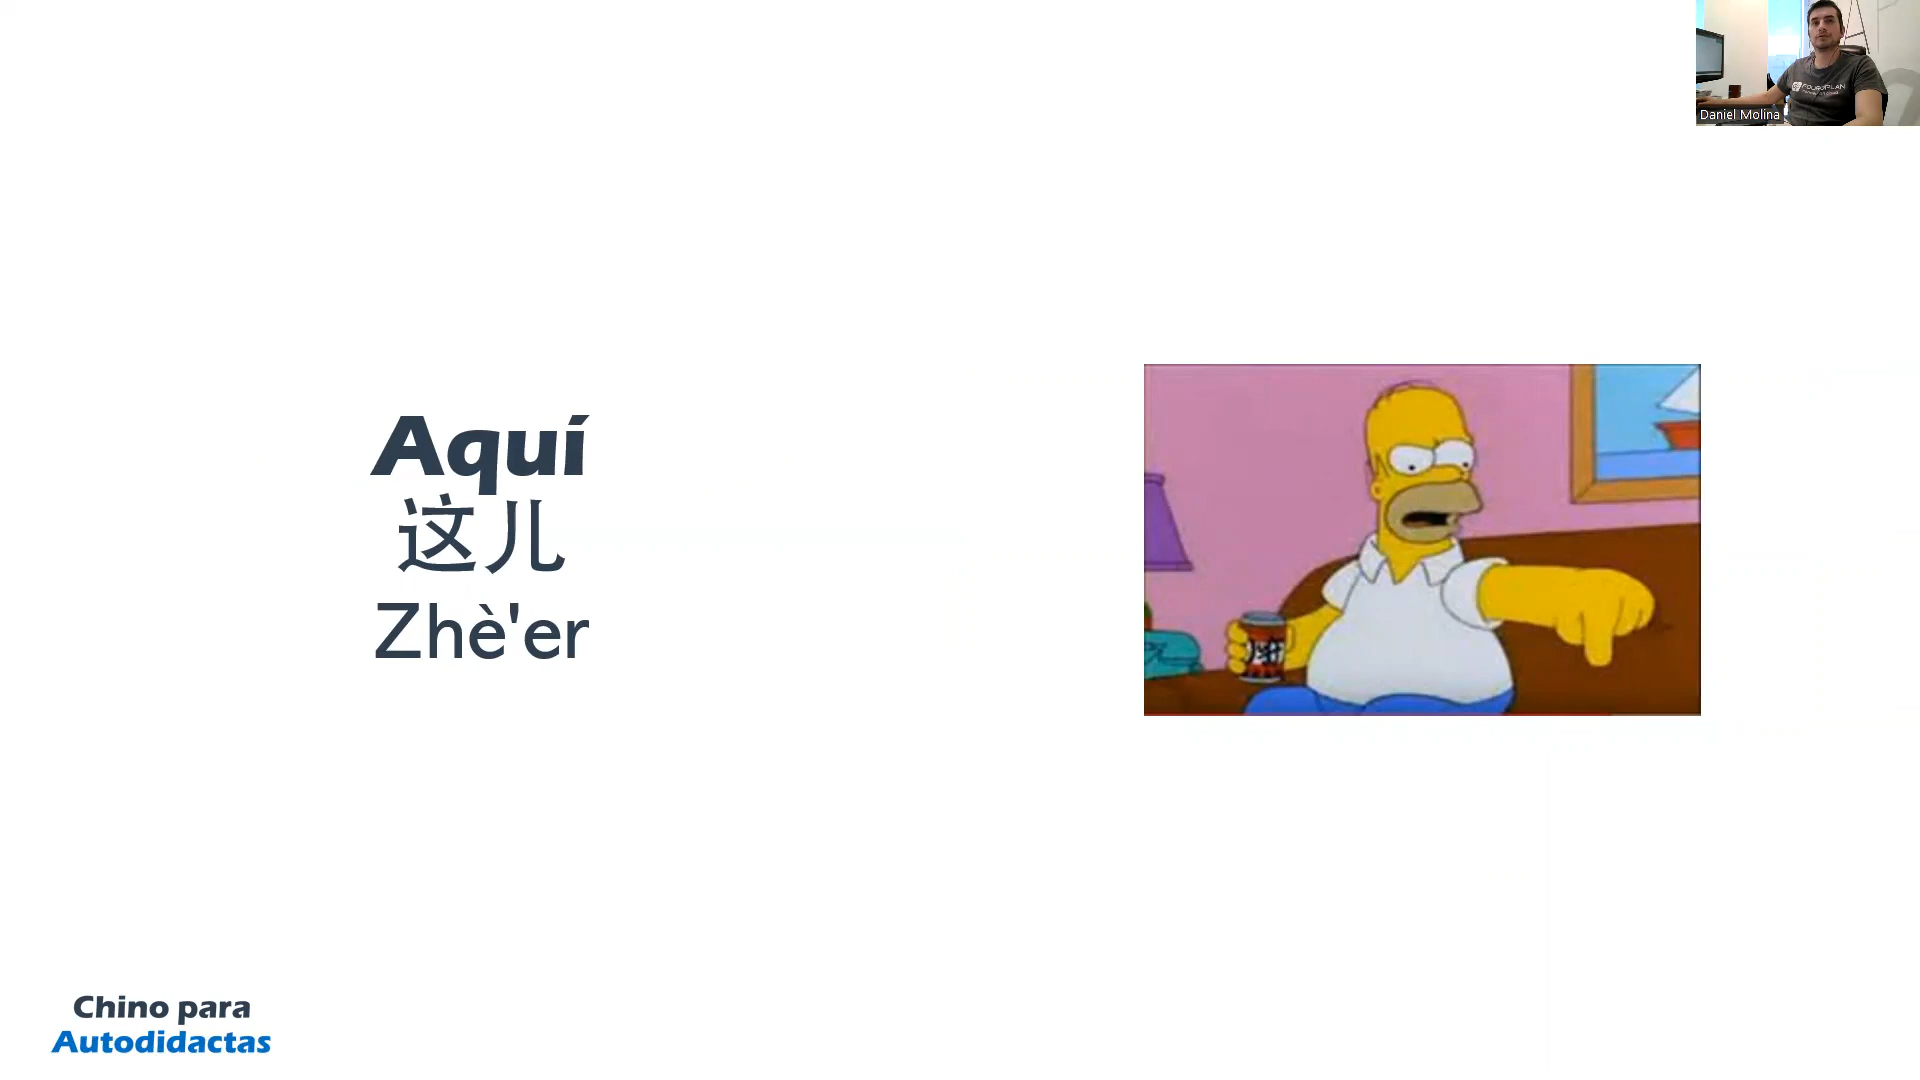 Daniel Molina
Aquí
这儿
Zhè'er
Chino para
Autodidactas